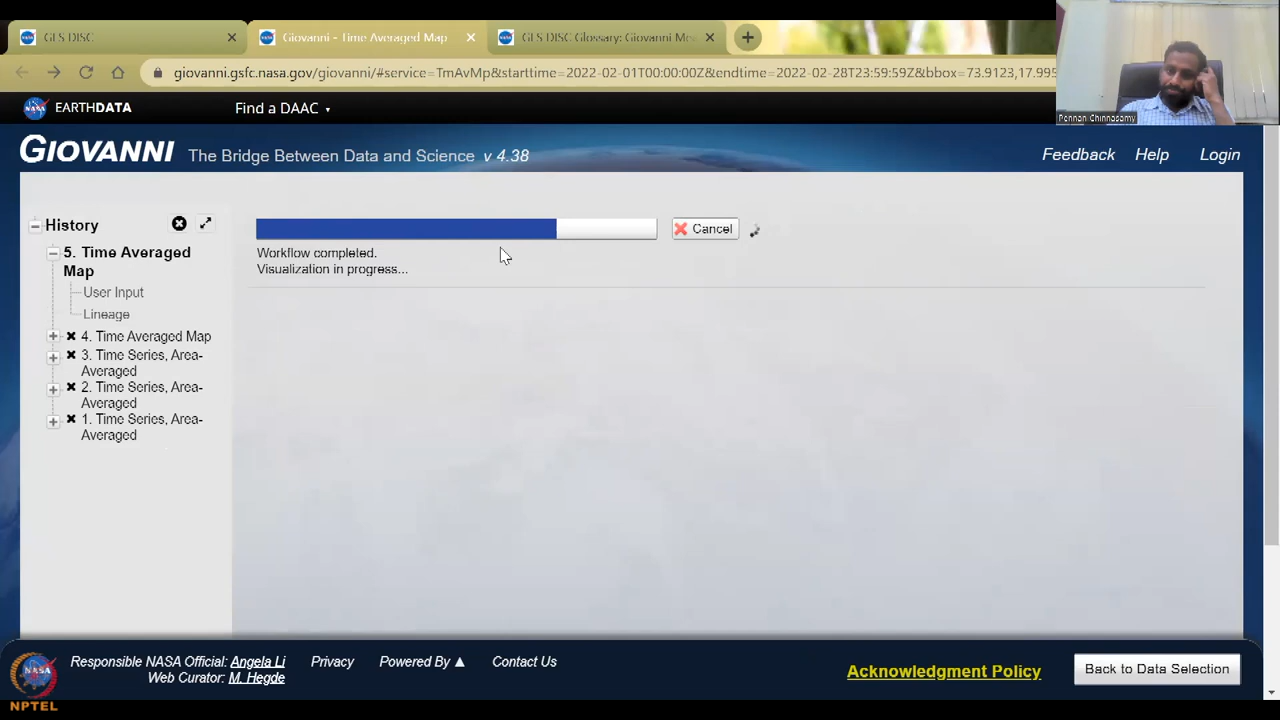 GES DISC
Giovanni - Time Averaged Map
GES DISC Glossary: Giovanni Me
giovanni.gsfc.nasa.gov/giovanni/#service=TmAvMp&starttime=2022-02-01T00:00:00Z&endtime=2022-02-28T23:59:59Z&bbox=73.9123,17.995
Pennan Chinnasamy
EARTHDATA
Find a DAAC
GIOVANNI The Bridge Between Data and Science v 4.38
Feedback Help Login
History
Cancel
Workflow completed.
Visualization in progress...
5. Time Averaged
Map
User Input
Lineage
4. Time Averaged Map
3. Time Series, Area-
Averaged
2. Time Series, Area-
Averaged
1. Time Series, Area-
Averaged
NASA
Responsible NASA Official: Angela Li
Web Curator: M. Hegde
Privacy
Powered By ▲
Contact Us
Acknowledgment Policy
Back to Data Selection
NPTEL